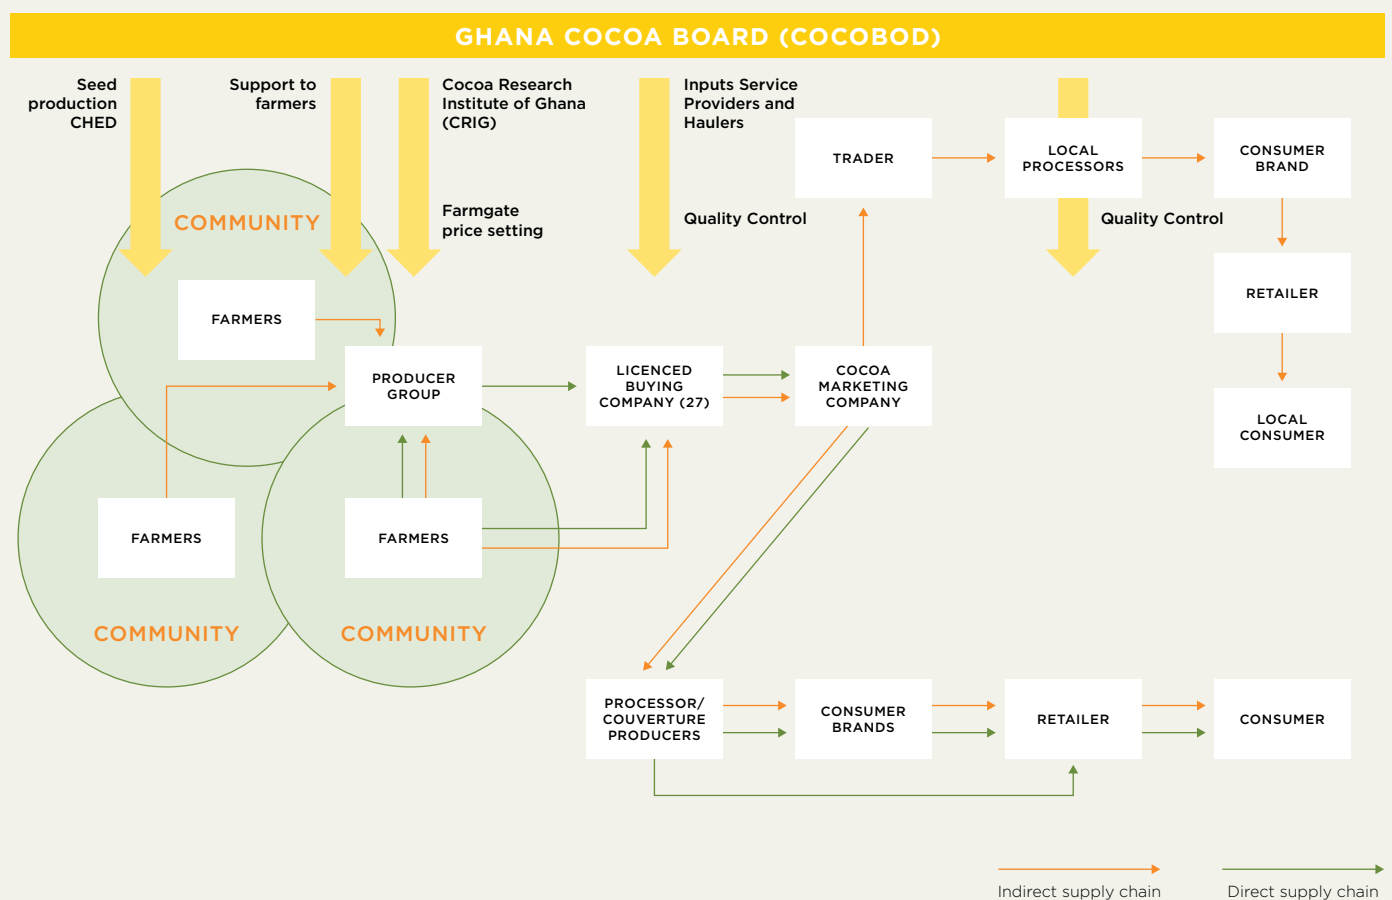 GHANA COCOA BOARD (COCOBOD)
Seed
production
CHED
Support to
farmers
Cocoa Research
Institute of Ghana
(CRIG)
Farmgate
price setting
Inputs Service
Providers and
Haulers
Quality Control
Quality Control
TRADER
LOCAL
PROCESSORS
CONSUMER
BRAND
RETAILER
LOCAL
CONSUMER
COMMUNITY
FARMERS
PRODUCER
GROUP
LICENCED
BUYING
COMPANY (27)
COCOA
MARKETING
COMPANY
FARMERS
FARMERS
COMMUNITY
COMMUNITY
PROCESSOR/
COUVERTURE
PRODUCERS
CONSUMER
BRANDS
RETAILER
CONSUMER
Indirect supply chain
Direct supply chain